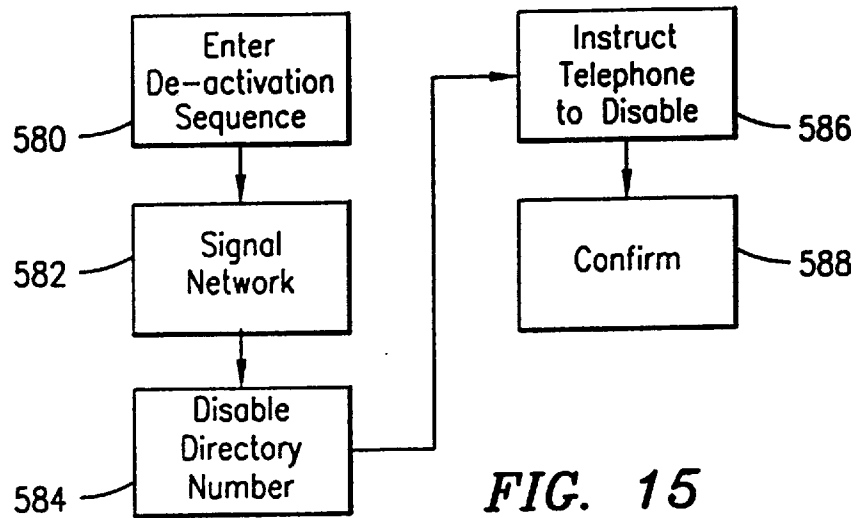 Enter
De-activation
Sequence
580
Signal
Network
582
Disable
Directory
Number
584
Instruct
Telephone
to Disable
586
Confirm
588
FIG. 15